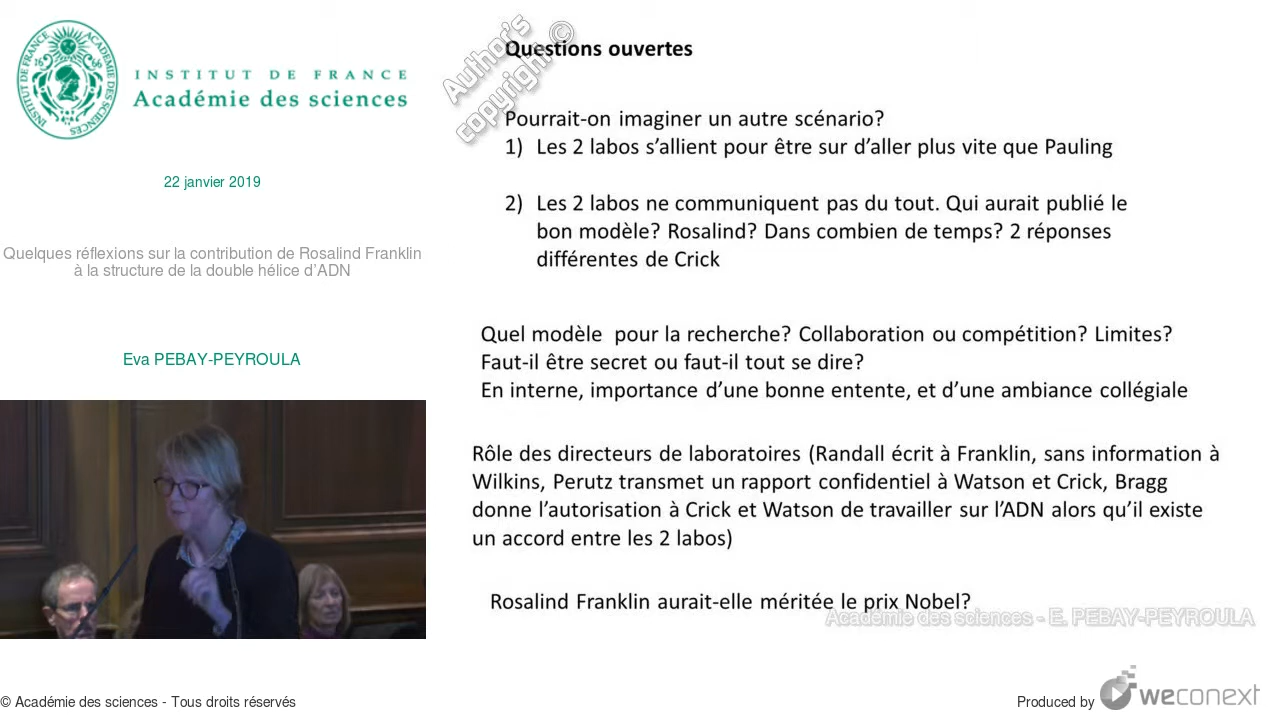 INSTITUT DE FRANCE
Académie des sciences
22 janvier 2019
Quelques réflexions sur la contribution de Rosalind Franklin
à la structure de la double hélice d'ADN
Eva PEBAY-PEYROULA
Author's
copyright ©
Questions ouvertes
Pourrait-on imaginer un autre scénario?
1) Les 2 labos s'allient pour être sur d'aller plus vite que Pauling
2) Les 2 labos ne communiquent pas du tout. Qui aurait publié le
bon modèle? Rosalind? Dans combien de temps? 2 réponses
différentes de Crick
Quel modèle pour la recherche? Collaboration ou compétition? Limites?
Faut-il être secret ou faut-il tout se dire?
En interne, importance d'une bonne entente, et d'une ambiance collégiale
Rôle des directeurs de laboratoires (Randall écrit à Franklin, sans information à
Wilkins, Perutz transmet un rapport confidentiel à Watson et Crick, Bragg
donne l'autorisation à Crick et Watson de travailler sur l'ADN alors qu'il existe
un accord entre les 2 labos)
Rosalind Franklin aurait-elle méritée le prix Nobel?
Académie des sciences - E. PEBAY-PEYROULA
© Académie des sciences - Tous droits réservés
Produced by weconext